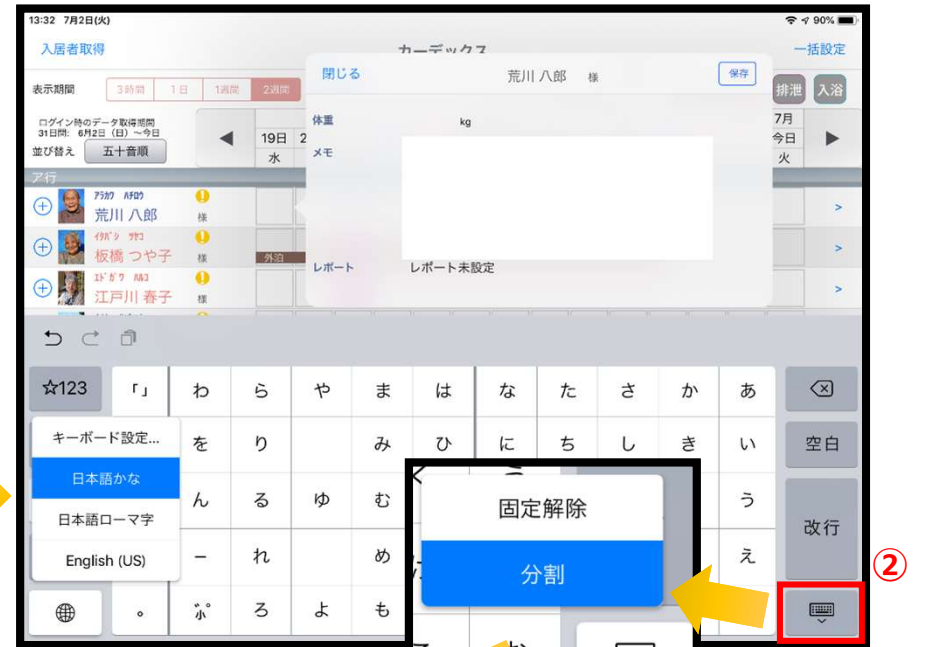 13:32 7月2日(火)
90%
入居者取得
カーデックス
一括設定
閉じる
荒川 八郎 様
保存
表示期間
3時間
1日
1週間
2週間
排泄
入浴
ログイン時のデータ取得期間
31日間: 6月2日(日)～今日
体重
kg
7月
19日
2
今日
並び替え
五十音順
メモ
水
火
ア行
アラカワ ハチロウ
荒川 八郎
様
イタバシ ツヤコ
板橋 つや子
様
外泊
レポート
レポート未設定
エドガワ ハルコ
江戸川 春子
様
☆123
「」
わ
ら
や
ま
は
な
た
さ
か
あ
キーボード設定...
を
り
み
ひ
に
ち
し
き
い
空白
日本語かな
ん
る
ゆ
む
固定解除
う
日本語ローマ字
改行
English (US)
ー
れ
め
分割
え
②
。
ろ
よ
も